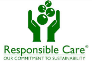 Responsible Care®
OUR COMMITMENT TO SUSTAINABILITY